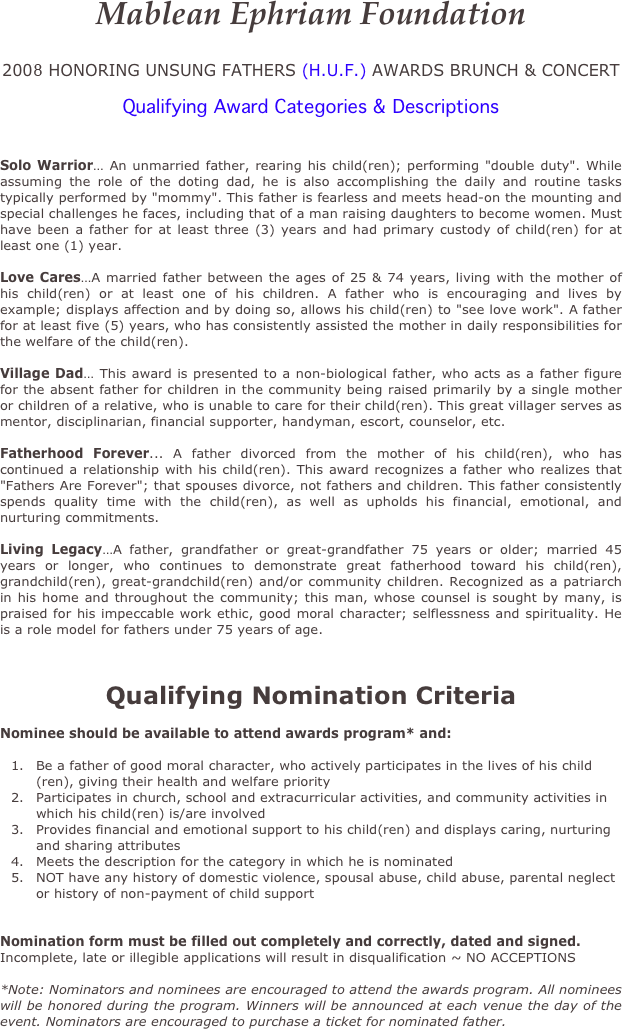 Mablean Ephriam Foundation
2008 HONORING UNSUNG FATHERS (H.U.F.) AWARDS BRUNCH & CONCERT
Qualifying Award Categories & Descriptions
Solo Warrior… An unmarried father, rearing his child(ren); performing "double duty". While
assuming the role of the doting dad, he is also accomplishing the daily and routine tasks
typically performed by "mommy". This father is fearless and meets head-on the mounting and
special challenges he faces, including that of a man raising daughters to become women. Must
have been a father for at least three (3) years and had primary custody of child(ren) for at
least one (1) year.
Love Cares…A married father between the ages of 25 & 74 years, living with the mother of
his child(ren) or at least one of his children. A father who is encouraging and lives by
example; displays affection and by doing so, allows his child(ren) to "see love work". A father
for at least five (5) years, who has consistently assisted the mother in daily responsibilities for
the welfare of the child(ren).
Village Dad… This award is presented to a non-biological father, who acts as a father figure
for the absent father for children in the community being raised primarily by a single mother
or children of a relative, who is unable to care for their child(ren). This great villager serves as
mentor, disciplinarian, financial supporter, handyman, escort, counselor, etc.
Fatherhood Forever... A father divorced from the mother of his child(ren), who has
continued a relationship with his child(ren). This award recognizes a father who realizes that
"Fathers Are Forever"; that spouses divorce, not fathers and children. This father consistently
spends quality time with the child(ren), as well as upholds his financial, emotional, and
nurturing commitments.
Living Legacy…A father, grandfather or great-grandfather 75 years or older; married 45
years or longer, who continues to demonstrate great fatherhood toward his child(ren),
grandchild(ren), great-grandchild(ren) and/or community children. Recognized as a patriarch
in his home and throughout the community; this man, whose counsel is sought by many, is
praised for his impeccable work ethic, good moral character; selflessness and spirituality. He
is a role model for fathers under 75 years of age.
Qualifying Nomination Criteria
Nominee should be available to attend awards program* and:
1. Be a father of good moral character, who actively participates in the lives of his child
(ren), giving their health and welfare priority
2. Participates in church, school and extracurricular activities, and community activities in
which his child(ren) is/are involved
3. Provides financial and emotional support to his child(ren) and displays caring, nurturing
and sharing attributes
4. Meets the description for the category in which he is nominated
5. NOT have any history of domestic violence, spousal abuse, child abuse, parental neglect
or history of non-payment of child support
Nomination form must be filled out completely and correctly, dated and signed.
Incomplete, late or illegible applications will result in disqualification ~ NO ACCEPTIONS
*Note: Nominators and nominees are encouraged to attend the awards program. All nominees
will be honored during the program. Winners will be announced at each venue the day of the
event. Nominators are encouraged to purchase a ticket for nominated father.